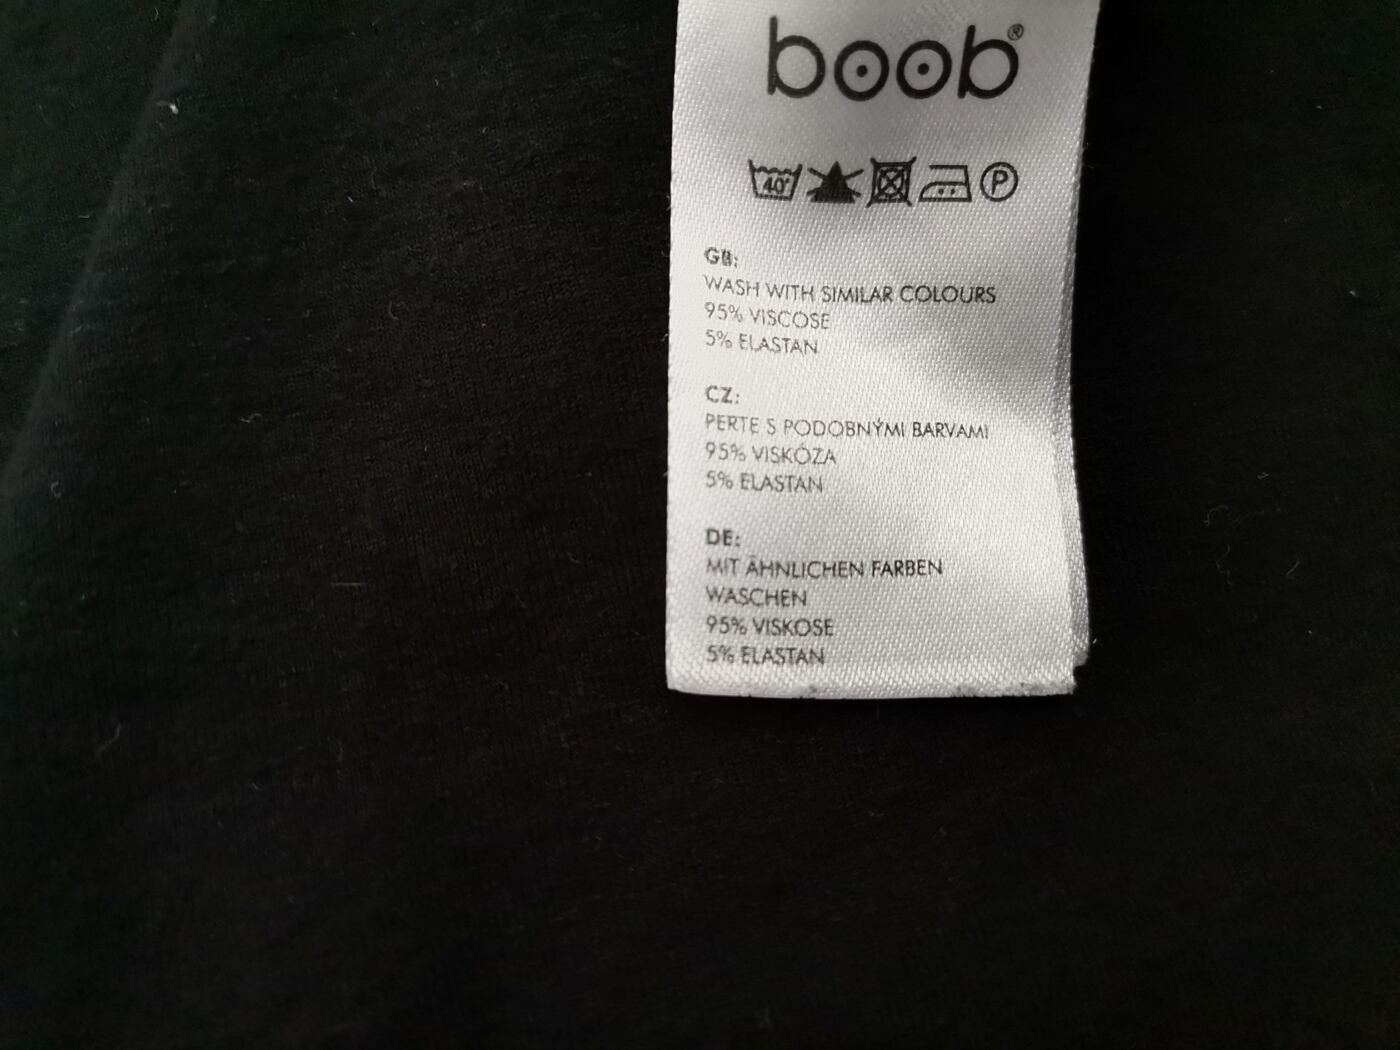 boob®
40° P
GB:
WASH WITH SIMILAR COLOURS
95% VISCOSE
5% ELASTAN
CZ:
PERTE S PODOBNÝMI BARVAMI
95% VISKÓZA
5% ELASTAN
DE:
MIT ÄHNLICHEN FARBEN
WASCHEN
95% VISKOSE
5% ELASTAN